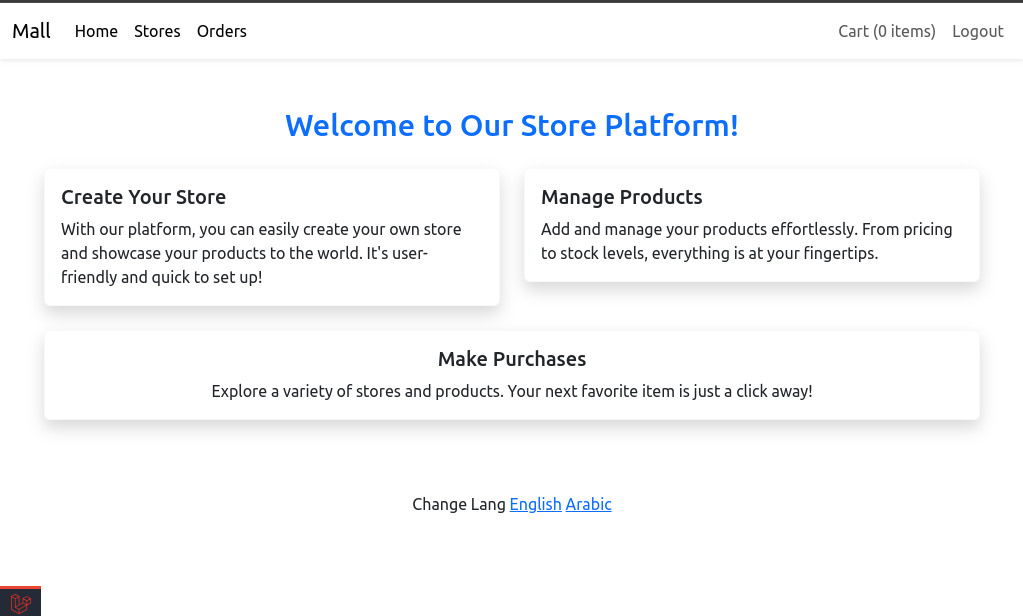 Mall Home Stores Orders Cart (0 items) Logout
Welcome to Our Store Platform!
Create Your Store
With our platform, you can easily create your own store
and showcase your products to the world. It's user-
friendly and quick to set up!
Manage Products
Add and manage your products effortlessly. From pricing
to stock levels, everything is at your fingertips.
Make Purchases
Explore a variety of stores and products. Your next favorite item is just a click away!
Change Lang English Arabic